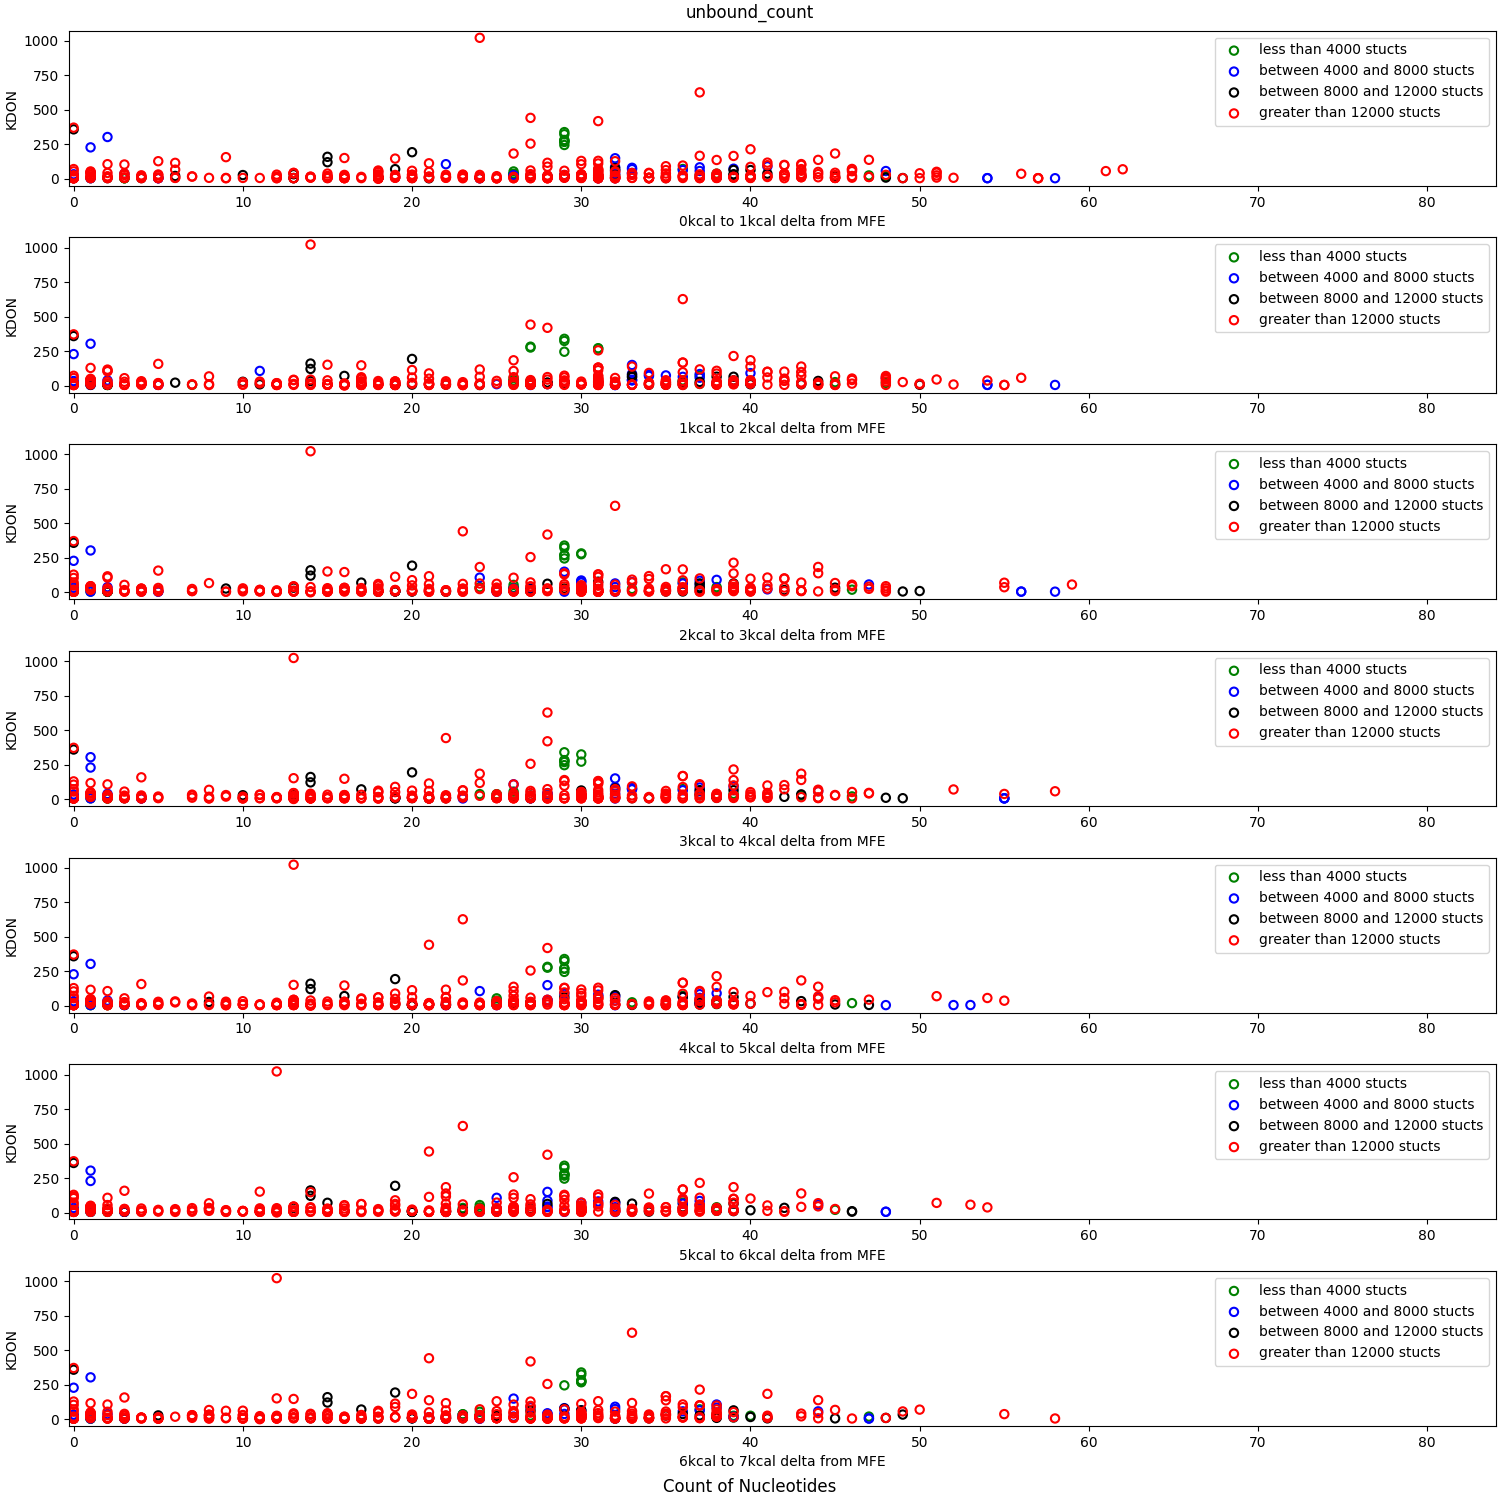 unbound_count
1000
750
500
250
0
KDON
less than 4000 stucts
between 4000 and 8000 stucts
between 8000 and 12000 stucts
greater than 12000 stucts
0 10 20 30 40 50 60 70 80
0kcal to 1kcal delta from MFE
1000
750
500
250
0
KDON
less than 4000 stucts
between 4000 and 8000 stucts
between 8000 and 12000 stucts
greater than 12000 stucts
0 10 20 30 40 50 60 70 80
1kcal to 2kcal delta from MFE
1000
750
500
250
0
KDON
less than 4000 stucts
between 4000 and 8000 stucts
between 8000 and 12000 stucts
greater than 12000 stucts
0 10 20 30 40 50 60 70 80
2kcal to 3kcal delta from MFE
1000
750
500
250
0
KDON
less than 4000 stucts
between 4000 and 8000 stucts
between 8000 and 12000 stucts
greater than 12000 stucts
0 10 20 30 40 50 60 70 80
3kcal to 4kcal delta from MFE
1000
750
500
250
0
KDON
less than 4000 stucts
between 4000 and 8000 stucts
between 8000 and 12000 stucts
greater than 12000 stucts
0 10 20 30 40 50 60 70 80
4kcal to 5kcal delta from MFE
1000
750
500
250
0
KDON
less than 4000 stucts
between 4000 and 8000 stucts
between 8000 and 12000 stucts
greater than 12000 stucts
0 10 20 30 40 50 60 70 80
5kcal to 6kcal delta from MFE
1000
750
500
250
0
KDON
less than 4000 stucts
between 4000 and 8000 stucts
between 8000 and 12000 stucts
greater than 12000 stucts
0 10 20 30 40 50 60 70 80
6kcal to 7kcal delta from MFE
Count of Nucleotides